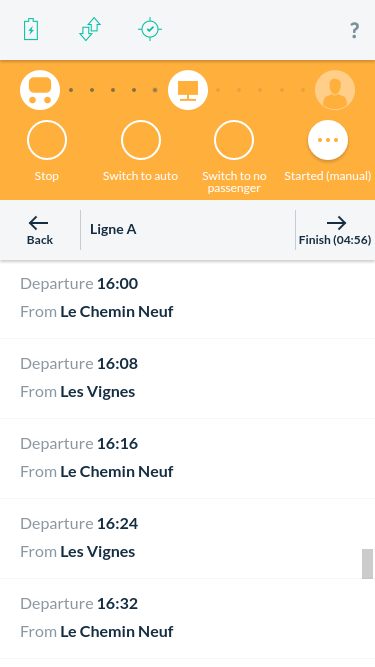 ?
Stop
Switch to auto
Switch to no
passenger
Started (manual)
Back
Ligne A
Finish (04:56)
Departure 16:00
From Le Chemin Neuf
Departure 16:08
From Les Vignes
Departure 16:16
From Le Chemin Neuf
Departure 16:24
From Les Vignes
Departure 16:32
From Le Chemin Neuf